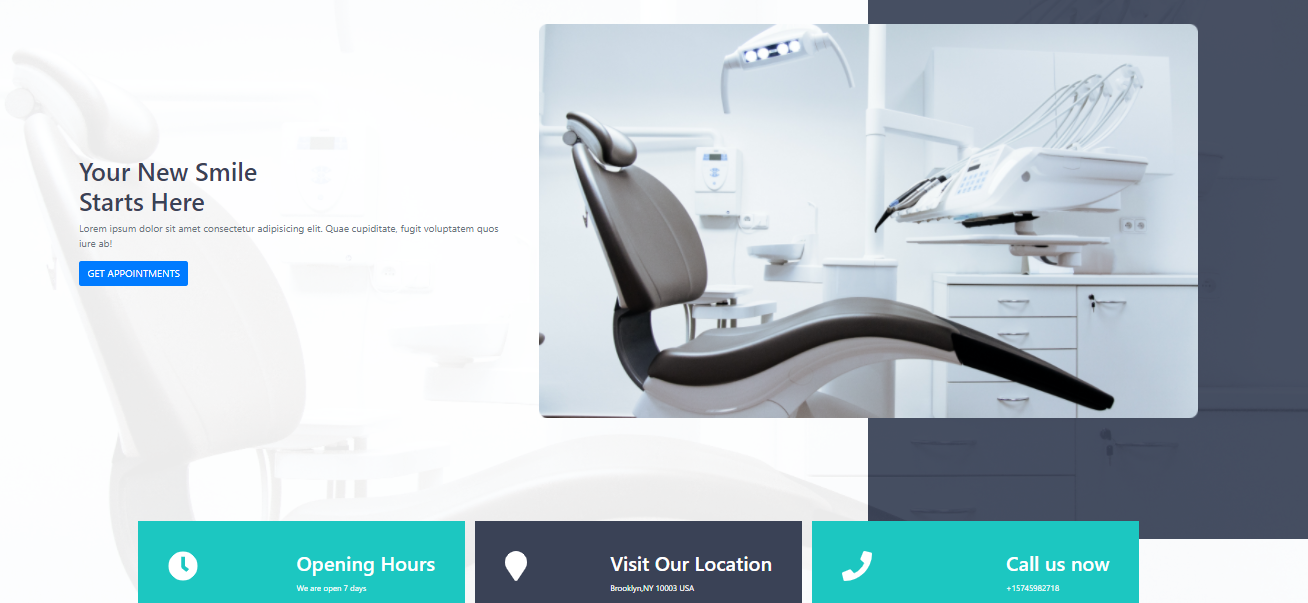 Your New Smile
Starts Here
Lorem ipsum dolor sit amet consectetur adipisicing elit. Quae cupiditate, fugit voluptatem quos
iure ab!
GET APPOINTMENTS
Opening Hours
We are open 7 days
Visit Our Location
Brooklyn,NY 10003 USA
Call us now
+15745982718